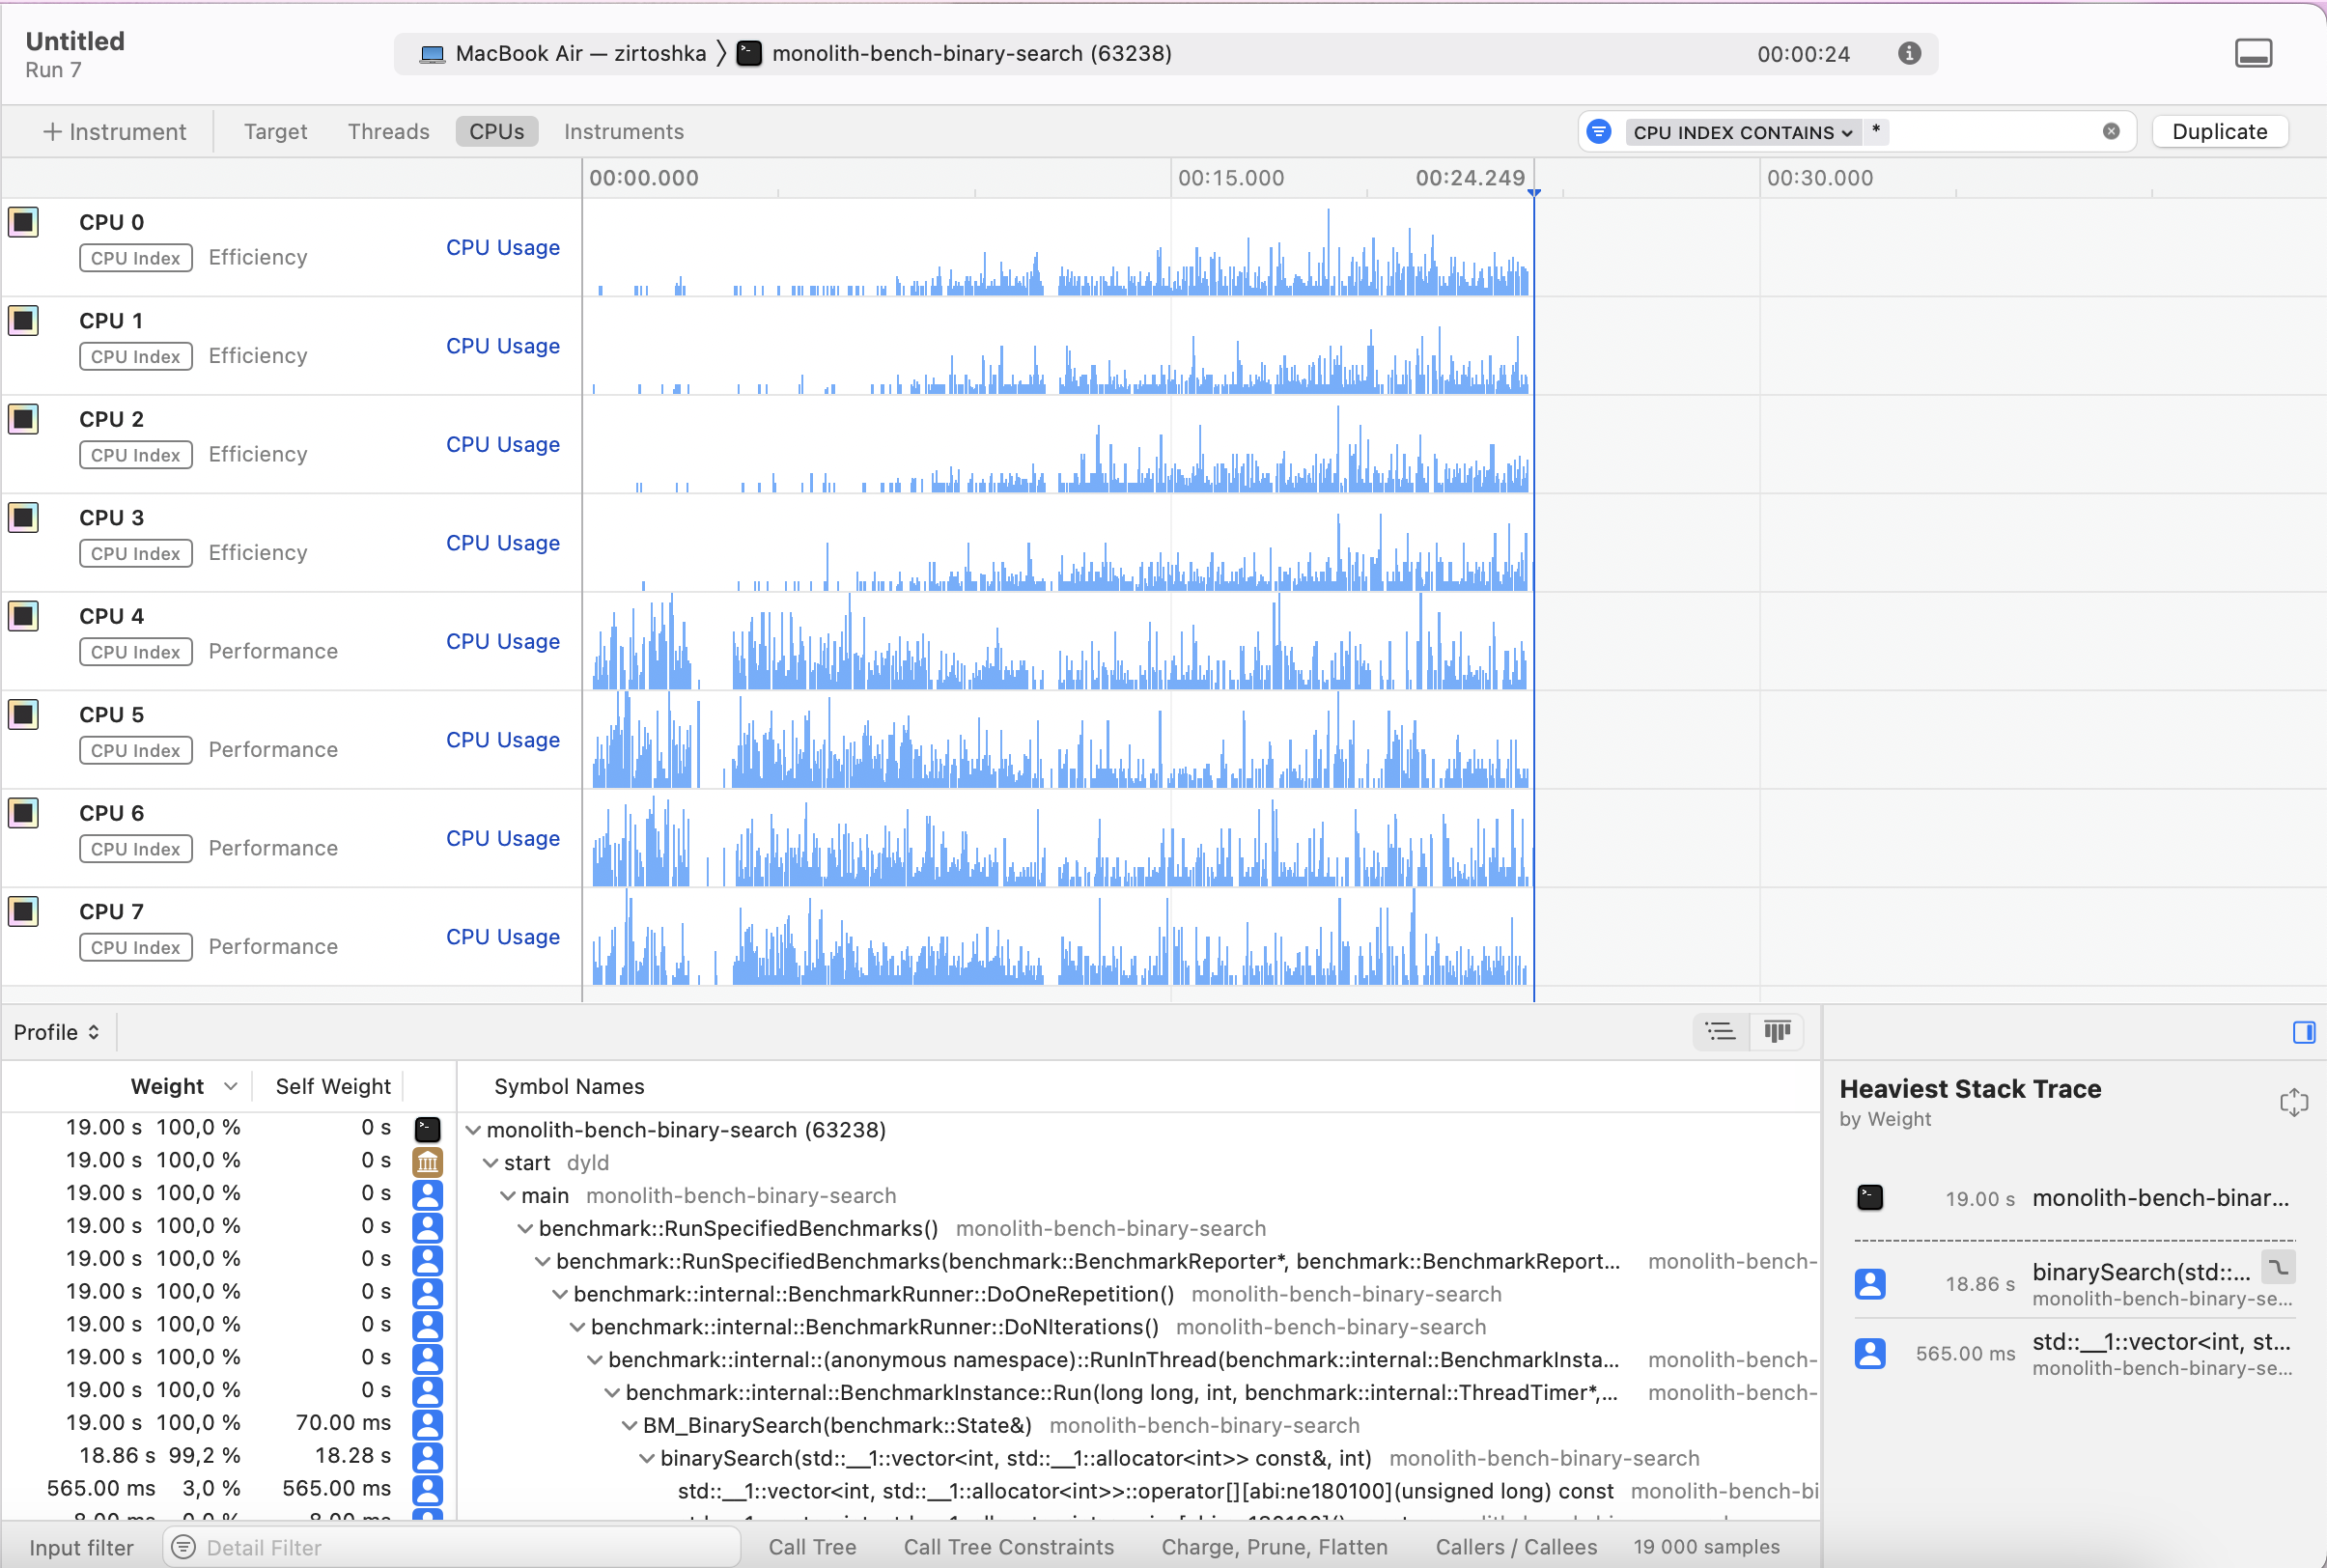 Untitled
Run 7
MacBook Air — zirtoshka 〉 monolith-bench-binary-search (63238) 00:00:24
+ Instrument Target Threads CPUs Instruments CPU INDEX CONTAINS * Duplicate
00:00.000 00:15.000 00:24.249 00:30.000
CPU 0
CPU Index Efficiency CPU Usage
CPU 1
CPU Index Efficiency CPU Usage
CPU 2
CPU Index Efficiency CPU Usage
CPU 3
CPU Index Efficiency CPU Usage
CPU 4
CPU Index Performance CPU Usage
CPU 5
CPU Index Performance CPU Usage
CPU 6
CPU Index Performance CPU Usage
CPU 7
CPU Index Performance CPU Usage
Profile
Weight Self Weight Symbol Names
19.00 s 100,0 % 0 s monolith-bench-binary-search (63238)
19.00 s 100,0 % 0 s start dyld
19.00 s 100,0 % 0 s main monolith-bench-binary-search
19.00 s 100,0 % 0 s benchmark::RunSpecifiedBenchmarks() monolith-bench-binary-search
19.00 s 100,0 % 0 s benchmark::RunSpecifiedBenchmarks(benchmark::BenchmarkReporter*, benchmark::BenchmarkReport... monolith-bench-
19.00 s 100,0 % 0 s benchmark::internal::BenchmarkRunner::DoOneRepetition() monolith-bench-binary-search
19.00 s 100,0 % 0 s benchmark::internal::BenchmarkRunner::DoNIterations() monolith-bench-binary-search
19.00 s 100,0 % 0 s benchmark::internal::(anonymous namespace)::RunInThread(benchmark::internal::BenchmarkInsta... monolith-bench-
19.00 s 100,0 % 0 s benchmark::internal::BenchmarkInstance::Run(long long, int, benchmark::internal::ThreadTimer*,... monolith-bench-
19.00 s 100,0 % 70.00 ms BM_BinarySearch(benchmark::State&) monolith-bench-binary-search
18.86 s 99,2 % 18.28 s binarySearch(std::__1::vector<int, std::__1::allocator<int>> const&, int) monolith-bench-binary-search
565.00 ms 3,0 % 565.00 ms std::__1::vector<int, std::__1::allocator<int>>::operator[][abi:ne180100](unsigned long) const monolith-bench-bi
Heaviest Stack Trace
by Weight
19.00 s monolith-bench-binar...
18.86 s binarySearch(std::...
monolith-bench-binary-se...
565.00 ms std::__1::vector<int, st...
monolith-bench-binary-se...
Input filter Detail Filter Call Tree Call Tree Constraints Charge, Prune, Flatten Callers / Callees 19 000 samples